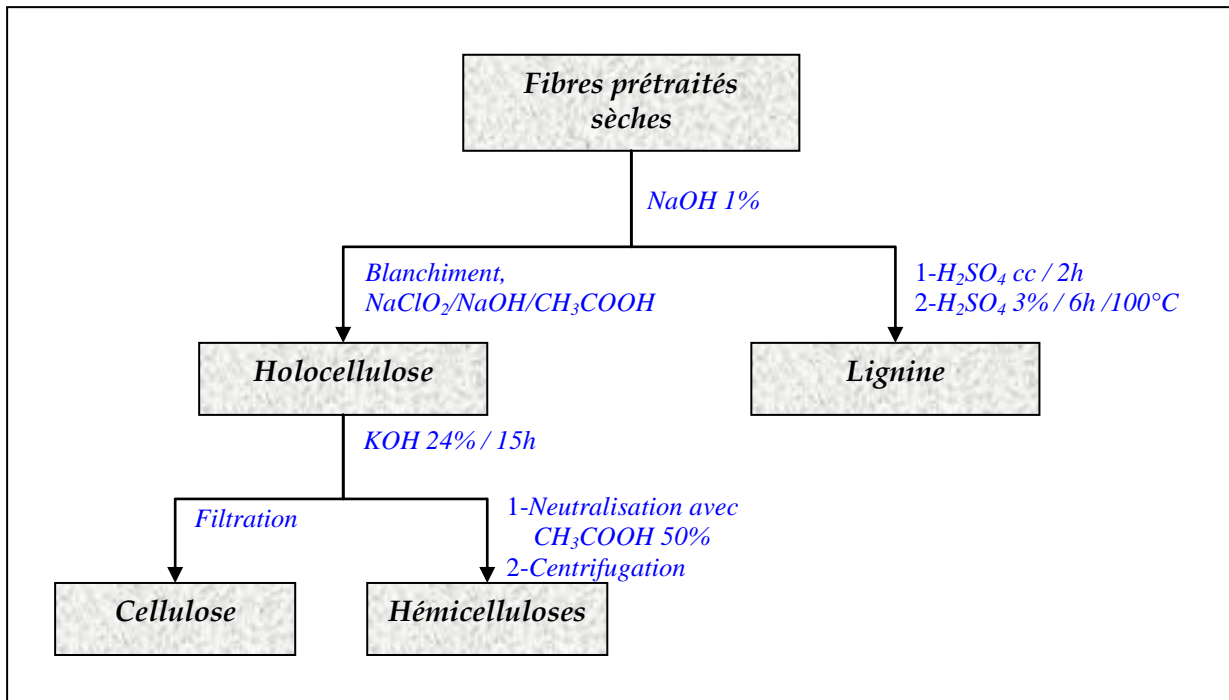 Fibres prétraités
sèches
NaOH 1%
Blanchiment,
NaClO₂/NaOH/CH₃COOH
1-H₂SO₄ cc / 2h
2-H₂SO₄ 3% / 6h /100°C
Holocellulose
Lignine
KOH 24% / 15h
Filtration
1-Neutralisation avec
CH₃COOH 50%
2-Centrifugation
Cellulose
Hémicelluloses